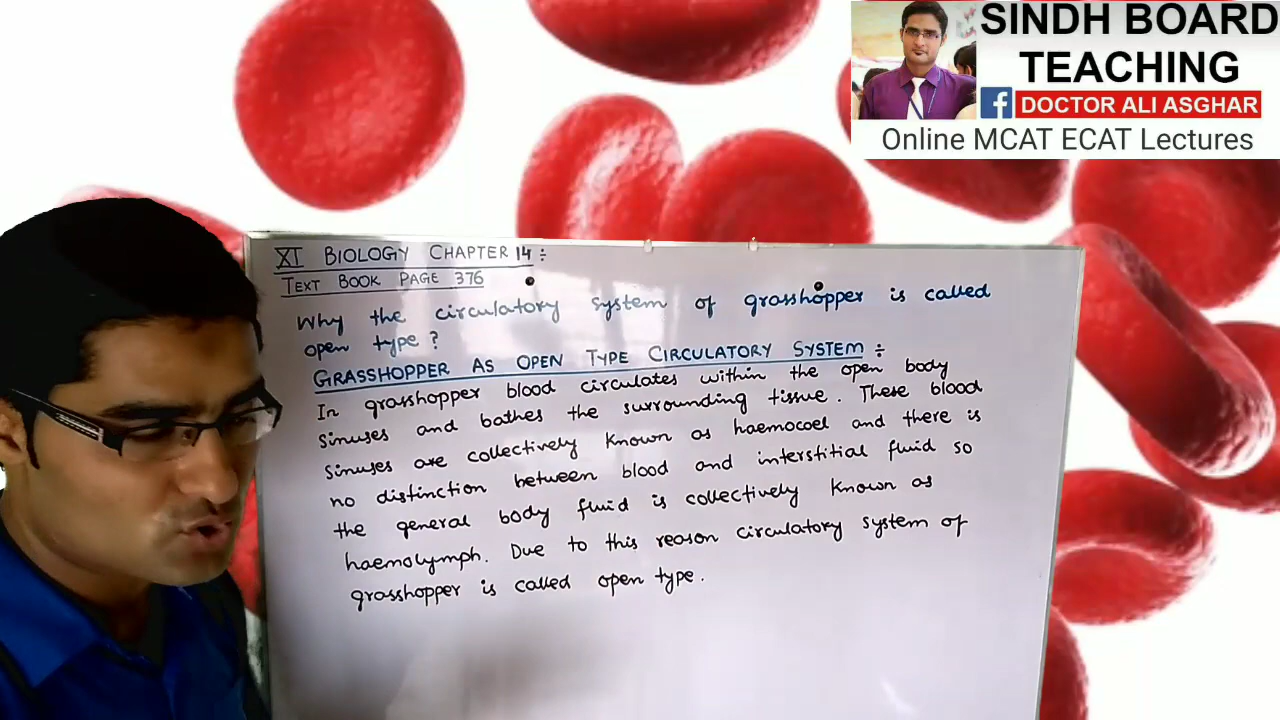 SINDH BOARD
TEACHING
f DOCTOR ALI ASGHAR
Online MCAT ECAT Lectures
XI BIOLOGY CHAPTER 14 ÷
TEXT BOOK PAGE 376
Why the circulatory system of grasshopper is called
open type?
GRASSHOPPER AS OPEN TYPE CIRCULATORY SYSTEM ÷
In grasshopper blood circulates within the open body
sinuses and bathes the surrounding tissue. These blood
sinuses are collectively known as haemocoel and there is
no distinction between blood and interstitial fluid so
the general body fluid is collectively known as
haemolymph. Due to this reason circulatory system of
grasshopper is called open type.